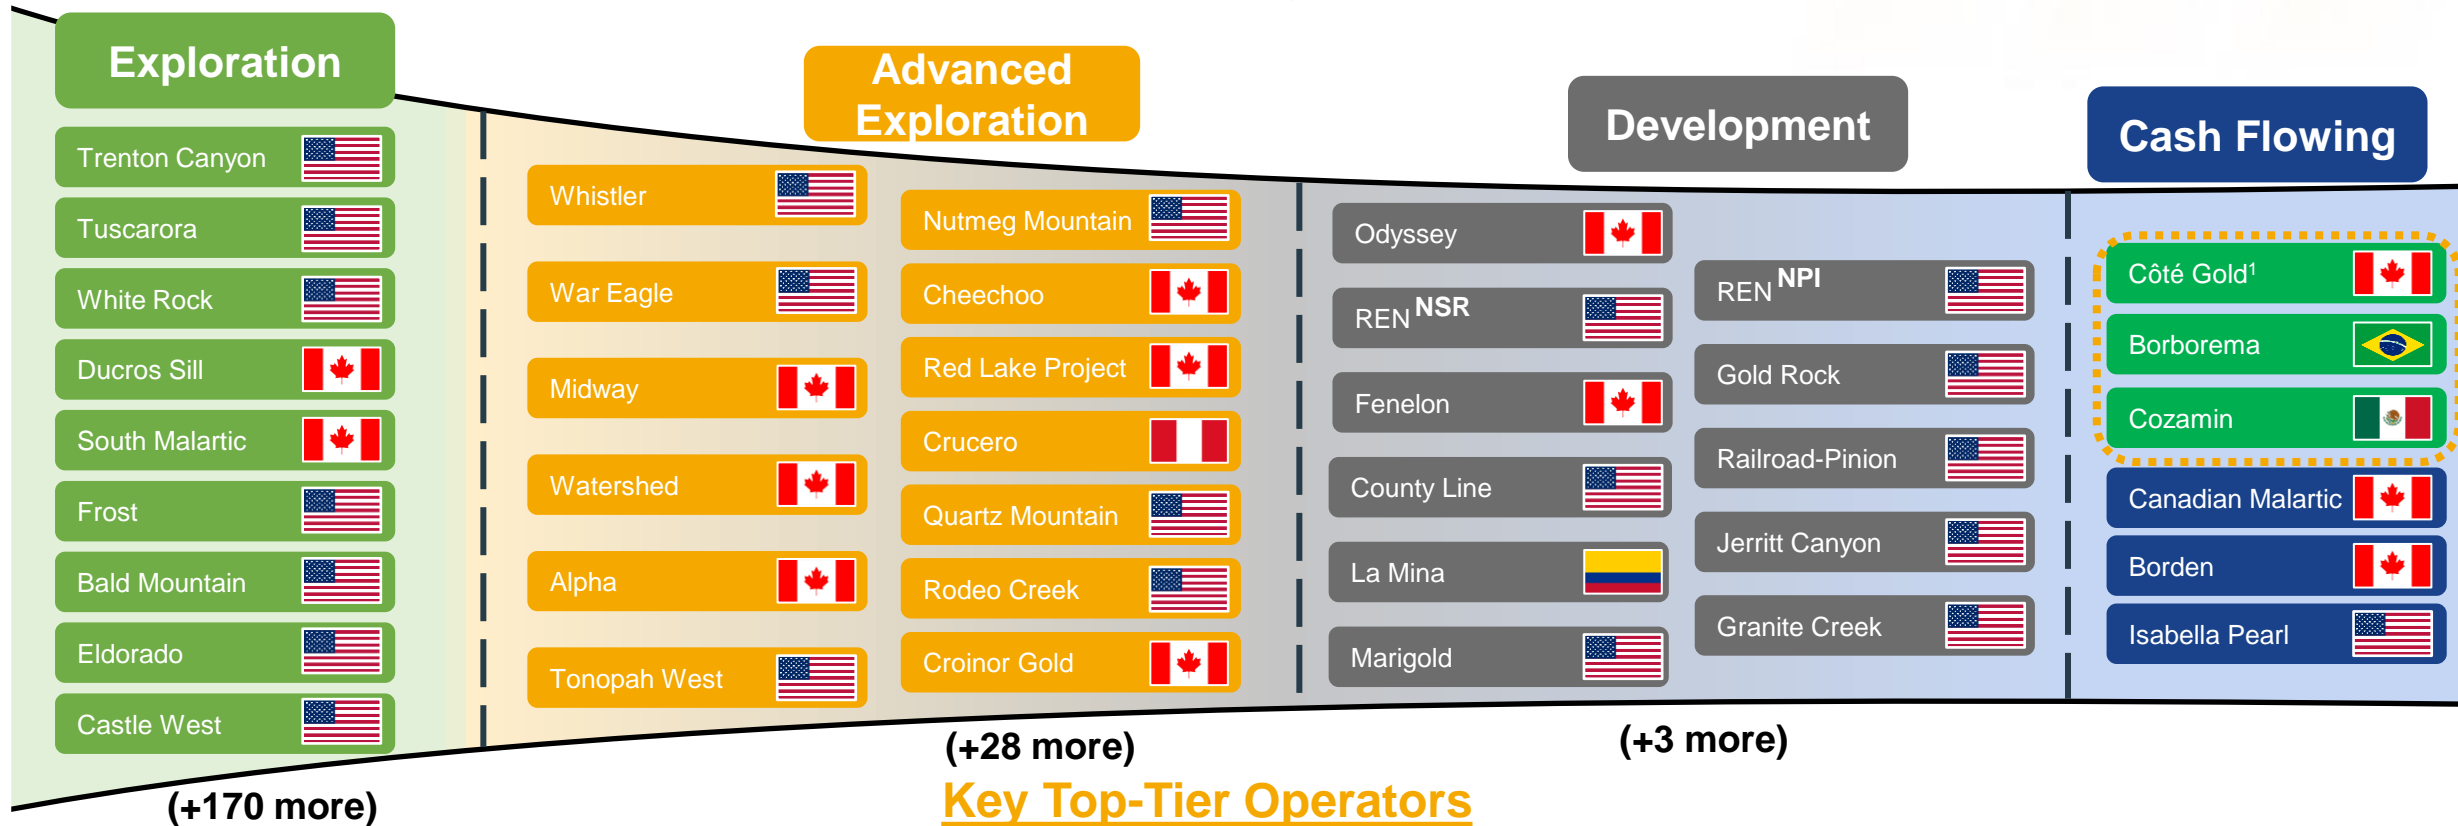 Exploration
Trenton Canyon
Tuscarora
White Rock
Ducros Sill
South Malartic
Frost
Bald Mountain
Eldorado
Castle West
(+170 more)
Advanced
Exploration
Whistler
War Eagle
Midway
Watershed
Alpha
Tonopah West
Nutmeg Mountain
Cheechoo
Red Lake Project
Crucero
Quartz Mountain
Rodeo Creek
Croinor Gold
(+28 more)
Development
Odyssey
REN NSR
Fenelon
County Line
La Mina
Marigold
REN NPI
Gold Rock
Railroad-Pinion
Jerritt Canyon
Granite Creek
(+3 more)
Cash Flowing
Côté Gold¹
Borborema
Cozamin
Canadian Malartic
Borden
Isabella Pearl
Key Top-Tier Operators